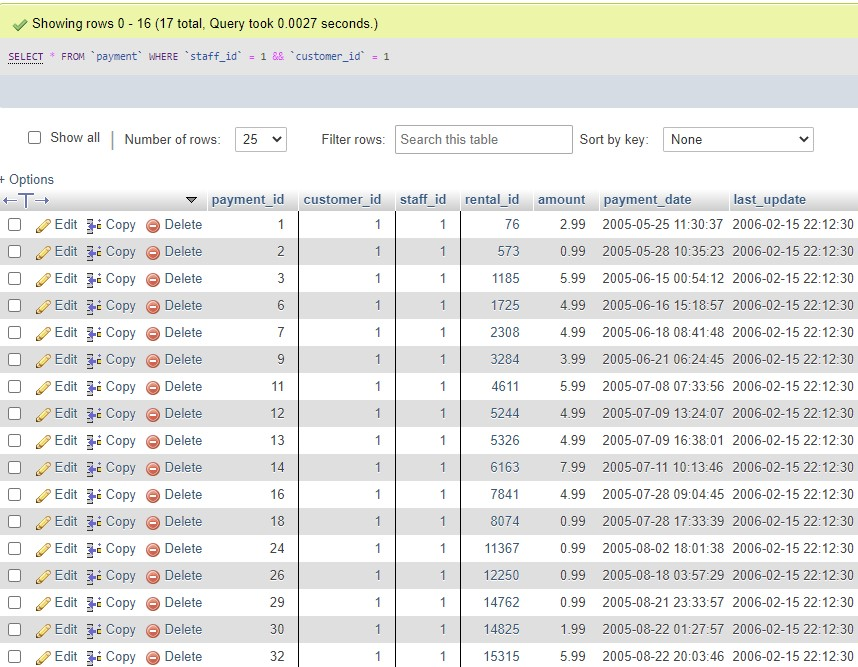 Showing rows 0 - 16 (17 total, Query took 0.0027 seconds.)
SELECT * FROM `payment` WHERE `staff_id` = 1 && `customer_id` = 1
Show all | Number of rows: 25 Filter rows: Search this table Sort by key: None
+ Options
payment_id customer_id staff_id rental_id amount payment_date last_update
Edit Copy Delete 1 1 1 76 2.99 2005-05-25 11:30:37 2006-02-15 22:12:30
Edit Copy Delete 2 1 1 573 0.99 2005-05-28 10:35:23 2006-02-15 22:12:30
Edit Copy Delete 3 1 1 1185 5.99 2005-06-15 00:54:12 2006-02-15 22:12:30
Edit Copy Delete 6 1 1 1725 4.99 2005-06-16 15:18:57 2006-02-15 22:12:30
Edit Copy Delete 7 1 1 2308 4.99 2005-06-18 08:41:48 2006-02-15 22:12:30
Edit Copy Delete 9 1 1 3284 3.99 2005-06-21 06:24:45 2006-02-15 22:12:30
Edit Copy Delete 11 1 1 4611 5.99 2005-07-08 07:33:56 2006-02-15 22:12:30
Edit Copy Delete 12 1 1 5244 4.99 2005-07-09 13:24:07 2006-02-15 22:12:30
Edit Copy Delete 13 1 1 5326 4.99 2005-07-09 16:38:01 2006-02-15 22:12:30
Edit Copy Delete 14 1 1 6163 7.99 2005-07-11 10:13:46 2006-02-15 22:12:30
Edit Copy Delete 16 1 1 7841 4.99 2005-07-28 09:04:45 2006-02-15 22:12:30
Edit Copy Delete 18 1 1 8074 0.99 2005-07-28 17:33:39 2006-02-15 22:12:30
Edit Copy Delete 24 1 1 11367 0.99 2005-08-02 18:01:38 2006-02-15 22:12:30
Edit Copy Delete 26 1 1 12250 0.99 2005-08-18 03:57:29 2006-02-15 22:12:30
Edit Copy Delete 29 1 1 14762 0.99 2005-08-21 23:33:57 2006-02-15 22:12:30
Edit Copy Delete 30 1 1 14825 1.99 2005-08-22 01:27:57 2006-02-15 22:12:30
Edit Copy Delete 32 1 1 15315 5.99 2005-08-22 20:03:46 2006-02-15 22:12:30